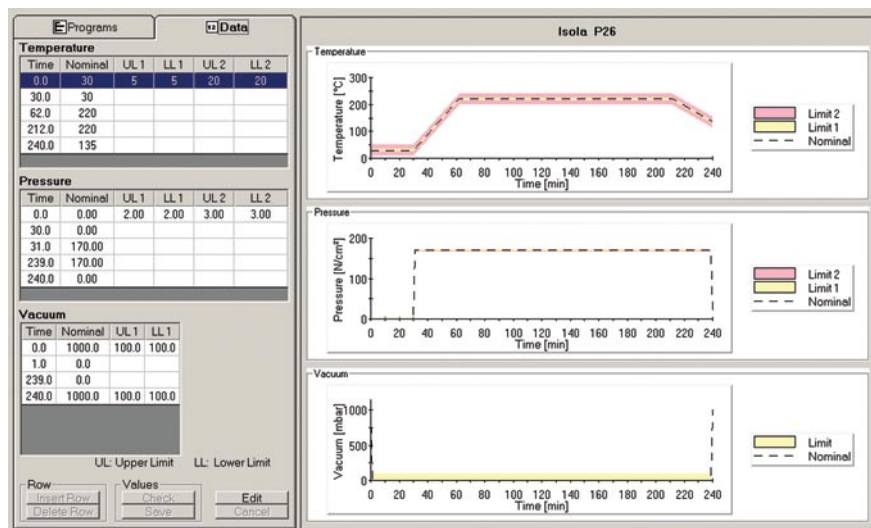 Programs
Data
Temperature
Time Nominal UL 1 LL 1 UL 2 LL 2
0.0 30 5 5 20 20
30.0 30
62.0 220
212.0 220
240.0 135
Pressure
Time Nominal UL 1 LL 1 UL 2 LL 2
0.0 0.00 2.00 2.00 3.00 3.00
30.0 0.00
31.0 170.00
239.0 170.00
240.0 0.00
Vacuum
Time Nominal UL 1 LL 1
0.0 1000.0 100.0 100.0
1.0 0.0
239.0 0.0
240.0 1000.0 100.0 100.0
UL: Upper Limit LL: Lower Limit
Row
Insert Row
Delete Row
Values
Check
Save
Edit
Cancel
Isola P26
Temperature
Temperature [°C]
300
200
100
0
0 20 40 60 80 100 120 140 160 180 200 220 240
Time [min]
Limit 2
Limit 1
Nominal
Pressure
Pressure [N/cm²]
200
100
0
0 20 40 60 80 100 120 140 160 180 200 220 240
Time [min]
Limit 2
Limit 1
Nominal
Vacuum
Vacuum [mbar]
1000
500
0
0 20 40 60 80 100 120 140 160 180 200 220 240
Time [min]
Limit
Nominal